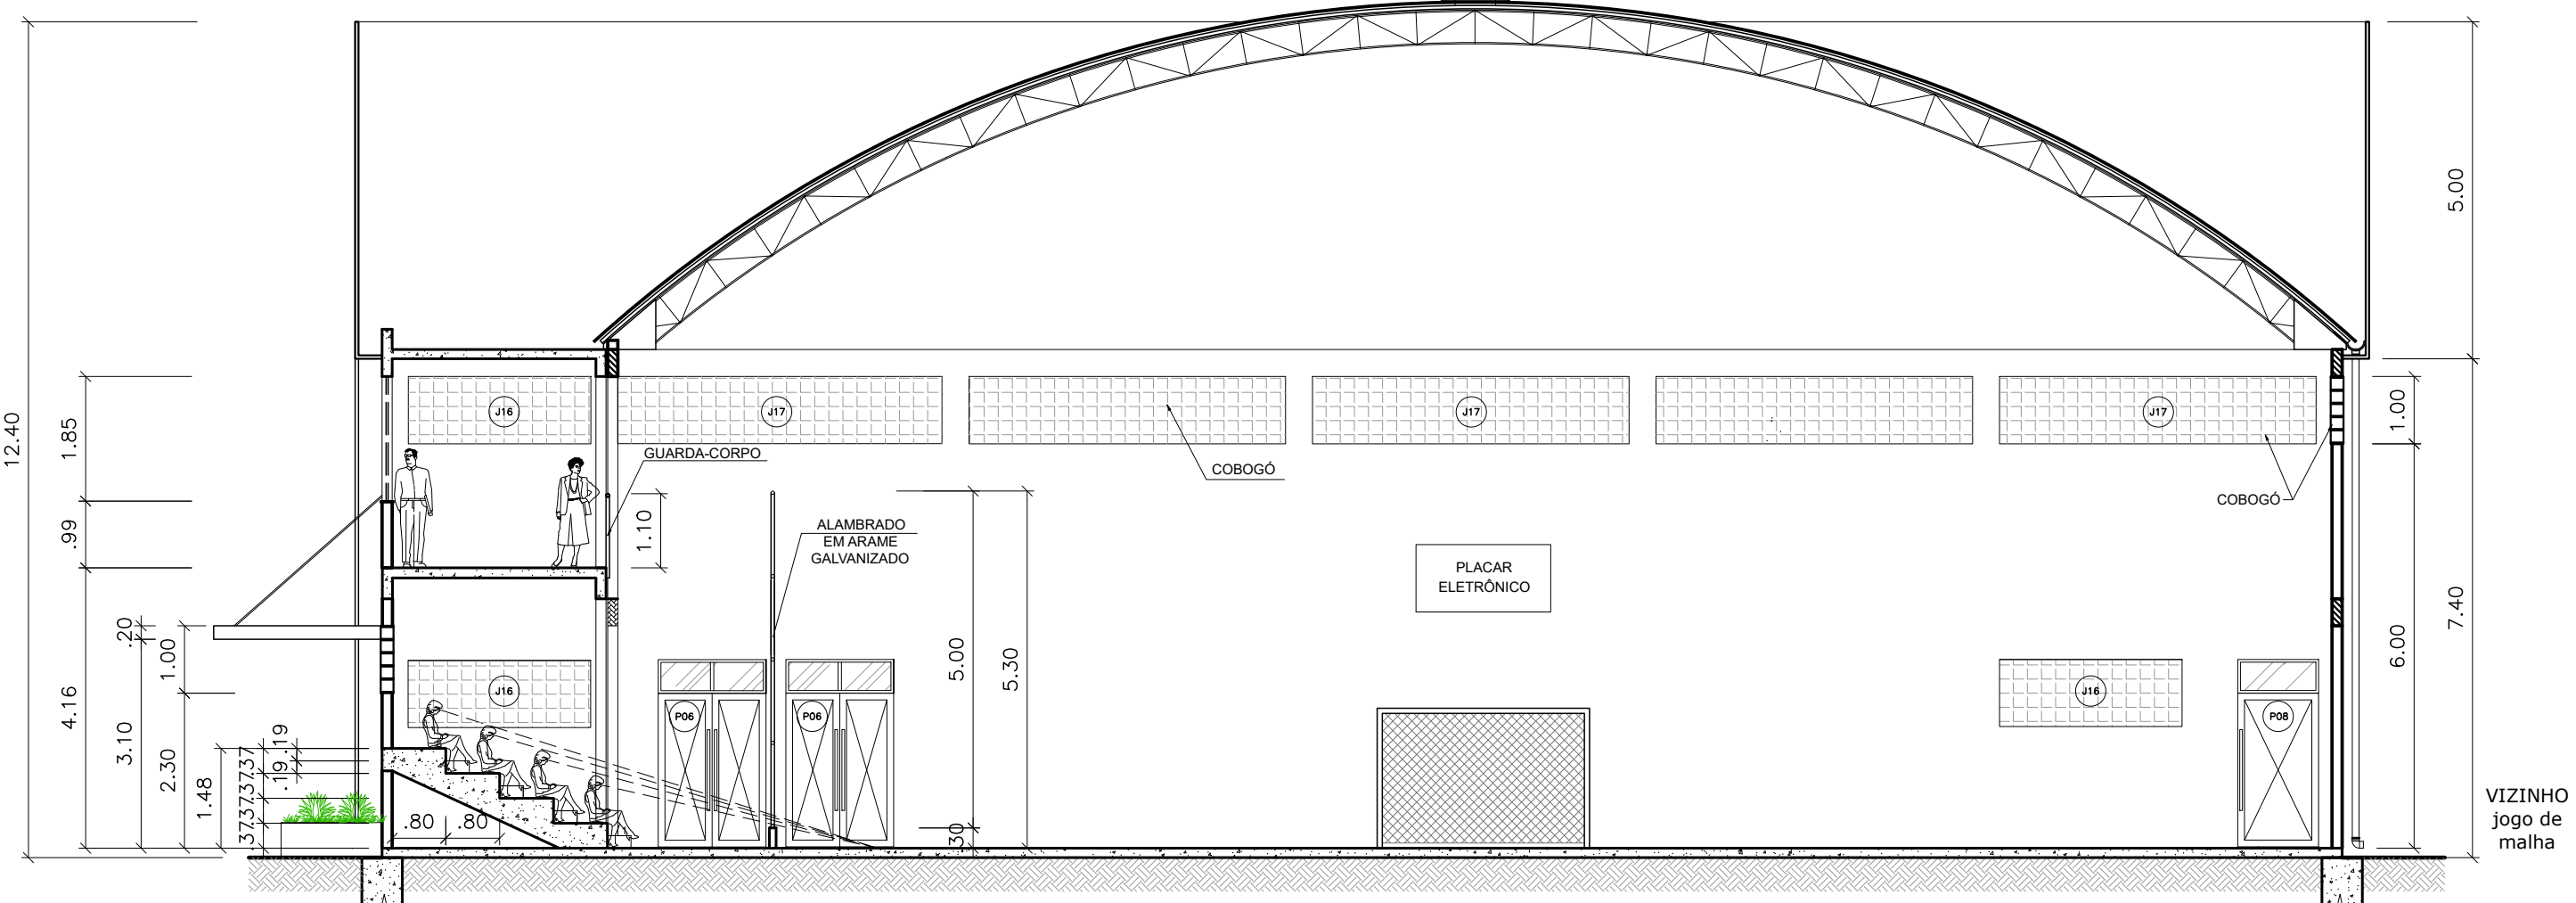 5.00
12.40
1.85
J16
J17
J17
J17
1.00
GUARDA-CORPO
COBOGÓ
COBOGÓ
.99
1.10
ALAMBRADO
EM ARAME
GALVANIZADO
PLACAR
ELETRÔNICO
7.40
.20
1.00
5.00
5.30
6.00
4.16
3.10
2.30
1.48
.37
.37
.37
.37
.19
.19
J16
P06
P06
J16
P08
.80
.80
.30
VIZINHO
jogo de
malha